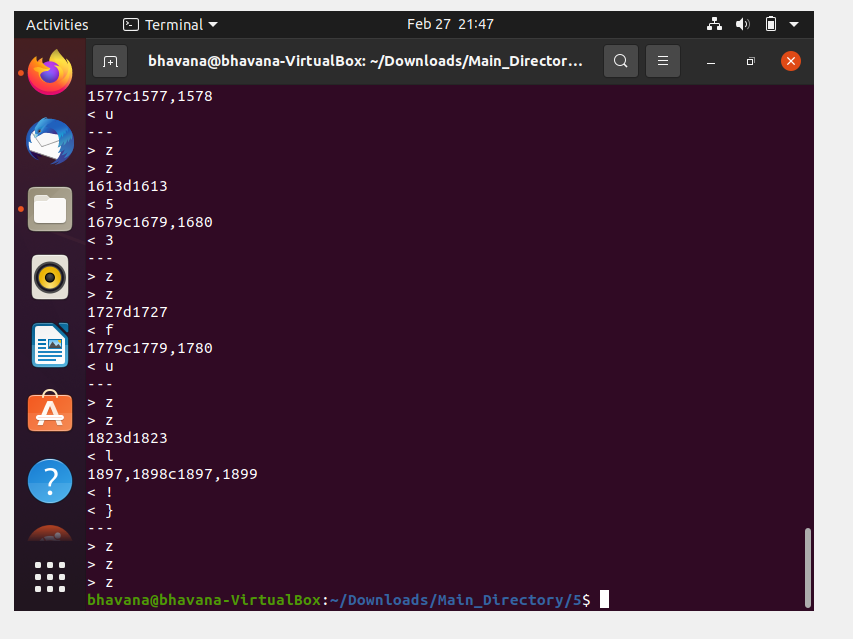 Activities Terminal Feb 27 21:47
bhavana@bhavana-VirtualBox: ~/Downloads/Main_Director...
1577c1577,1578
< u
---
> z
> z
1613d1613
< 5
1679c1679,1680
< 3
---
> z
> z
1727d1727
< f
1779c1779,1780
< u
---
> z
> z
1823d1823
< l
1897,1898c1897,1899
< !
< }
---
> z
> z
> z
bhavana@bhavana-VirtualBox:~/Downloads/Main_Directory/5$